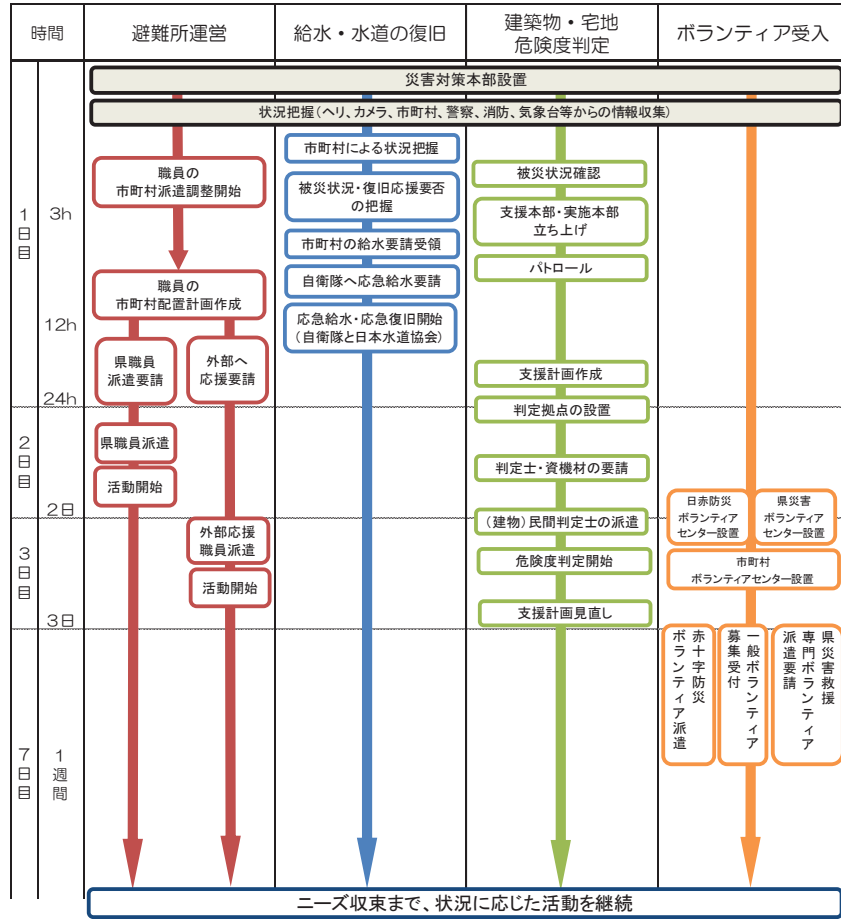 時間
避難所運営
給水・水道の復旧
建築物・宅地
危険度判定
ボランティア受入
災害対策本部設置
状況把握(ヘリ、カメラ、市町村、警察、消防、気象台等からの情報収集)
1日目
3h
12h
24h
2日目
2日
3日目
3日
7日目
1週間
職員の
市町村派遣調整開始
職員の
市町村配置計画作成
県職員
派遣要請
外部へ
応援要請
県職員派遣
活動開始
外部応援
職員派遣
活動開始
市町村による状況把握
被災状況・復旧応援要否
の把握
市町村の給水要請受領
自衛隊へ応急給水要請
応急給水・応急復旧開始
(自衛隊と日本水道協会)
被災状況確認
支援本部・実施本部
立ち上げ
パトロール
支援計画作成
判定拠点の設置
判定士・資機材の要請
(建物)民間判定士の派遣
危険度判定開始
支援計画見直し
日赤防災
ボランティア
センター設置
県災害
ボランティア
センター設置
市町村
ボランティアセンター設置
赤十字防災
ボランティア派遣
一般ボランティア
募集受付
県災害救援
専門ボランティア
派遣要請
ニーズ収束まで、状況に応じた活動を継続